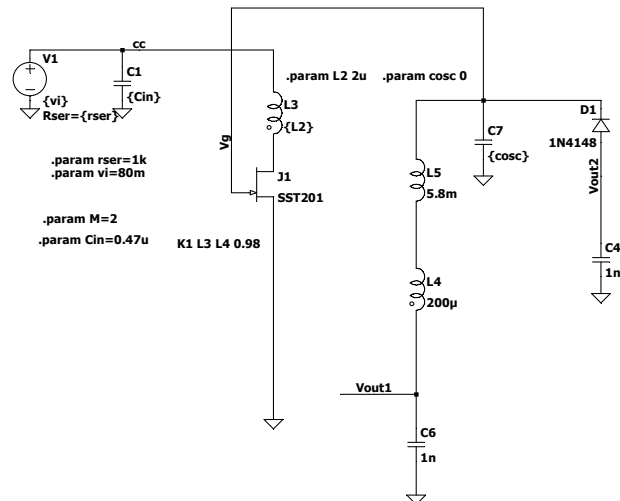 V1
{vi}
Rser={rser}
cc
C1
{Cin}
.param rser=1k
.param vi=80m
.param M=2
.param Cin=0.47u
K1 L3 L4 0.98
Vg
L3
{L2}
J1
SST201
.param L2 2u .param cosc 0
L5
5.8m
L4
200µ
Vout1
C6
1n
C7
{cosc}
D1
1N4148
Vout2
C4
1n